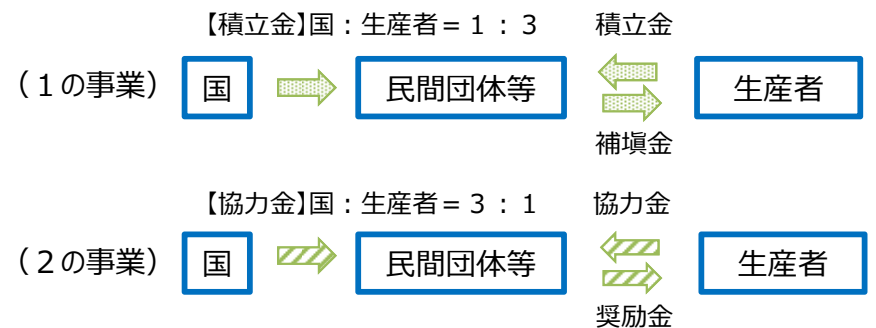 【積立金】国：生産者＝１：３　積立金
（１の事業）　国　民間団体等　生産者
補塡金
【協力金】国：生産者＝３：１　協力金
（２の事業）　国　民間団体等　生産者
奨励金